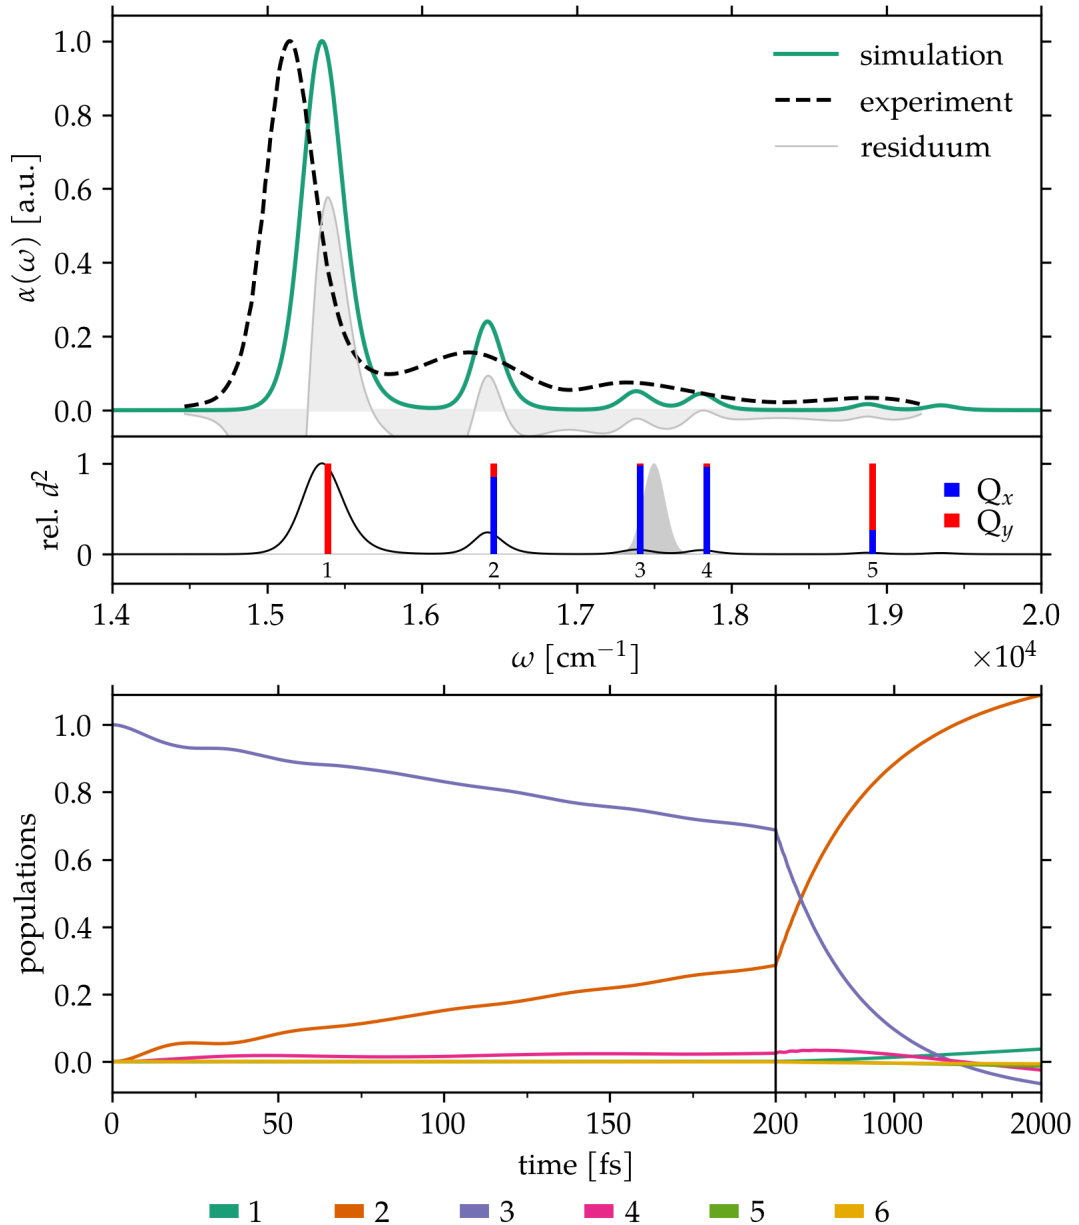 1.0
0.8
0.6
0.4
0.2
0.0
α(ω) [a.u.]
simulation
experiment
residuum
1
0
rel. d²
Q_x
Q_y
1 2 3 4 5
1.4 1.5 1.6 1.7 1.8 1.9 2.0
ω [cm⁻¹]
×10⁴
1.0
0.8
0.6
0.4
0.2
0.0
populations
0 50 100 150 200 1000 2000
time [fs]
1 2 3 4 5 6